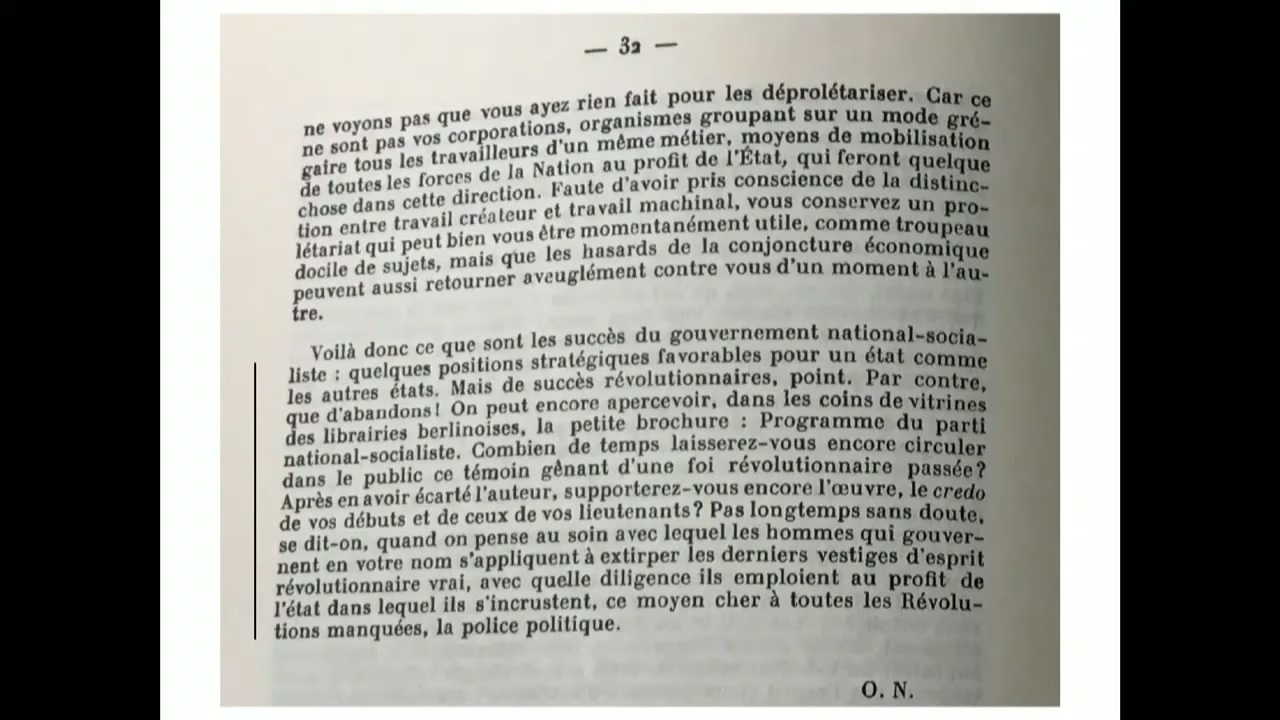 — 32 —
ne voyons pas que vous ayez rien fait pour les déprolétariser. Car ce
ne sont pas vos corporations, organismes groupant sur un mode gré-
gaire tous les travailleurs d'un même métier, moyens de mobilisation
de toutes les forces de la Nation au profit de l'État, qui feront quelque
chose dans cette direction. Faute d'avoir pris conscience de la distinc-
tion entre travail créateur et travail machinal, vous conservez un pro-
létariat qui peut bien vous être momentanément utile, comme troupeau
docile de sujets, mais que les hasards de la conjoncture économique
peuvent aussi retourner aveuglément contre vous d'un moment à l'au-
tre.
Voilà donc ce que sont les succès du gouvernement national-socia-
liste : quelques positions stratégiques favorables pour un état comme
les autres états. Mais de succès révolutionnaires, point. Par contre,
que d'abandons! On peut encore apercevoir, dans les coins de vitrines
des librairies berlinoises, la petite brochure : Programme du parti
national-socialiste. Combien de temps laisserez-vous encore circuler
dans le public ce témoin gênant d'une foi révolutionnaire passée?
Après en avoir écarté l'auteur, supporterez-vous encore l'œuvre, le credo
de vos débuts et de ceux de vos lieutenants? Pas longtemps sans doute,
se dit-on, quand on pense au soin avec lequel les hommes qui gouver-
nent en votre nom s'appliquent à extirper les derniers vestiges d'esprit
révolutionnaire vrai, avec quelle diligence ils emploient au profit de
l'état dans lequel ils s'incrustent, ce moyen cher à toutes les Révolu-
tions manquées, la police politique.
O. N.